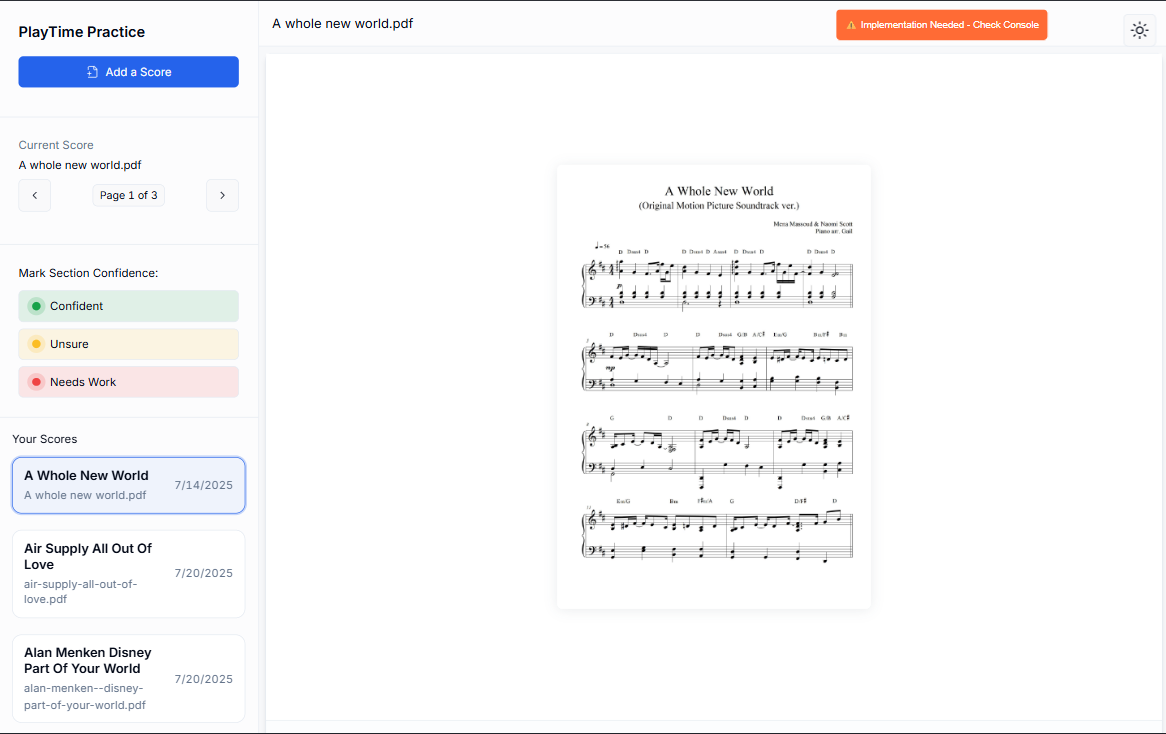 PlayTime Practice
Add a Score
Current Score
A whole new world.pdf
Page 1 of 3
Mark Section Confidence:
Confident
Unsure
Needs Work
Your Scores
A Whole New World
A whole new world.pdf
7/14/2025
Air Supply All Out Of
Love
air-supply-all-out-of-
love.pdf
7/20/2025
Alan Menken Disney
Part Of Your World
alan-menken--disney-
part-of-your-world.pdf
7/20/2025
A whole new world.pdf
⚠ Implementation Needed - Check Console
A Whole New World
(Original Motion Picture Soundtrack ver.)
Mena Massoud & Naomi Scott
Piano arr. Gail
D Dsus4 D D Dsus4 D Asus4 D Dsus4 D D Dsus4 D
D Dsus4 D D Dsus4 G/B A/C# Em/G Bm/F# Bm
mp
G D D Dsus4 D D Dsus4 G/B A/C#
Em/G Bm F#m/A G D/F# D